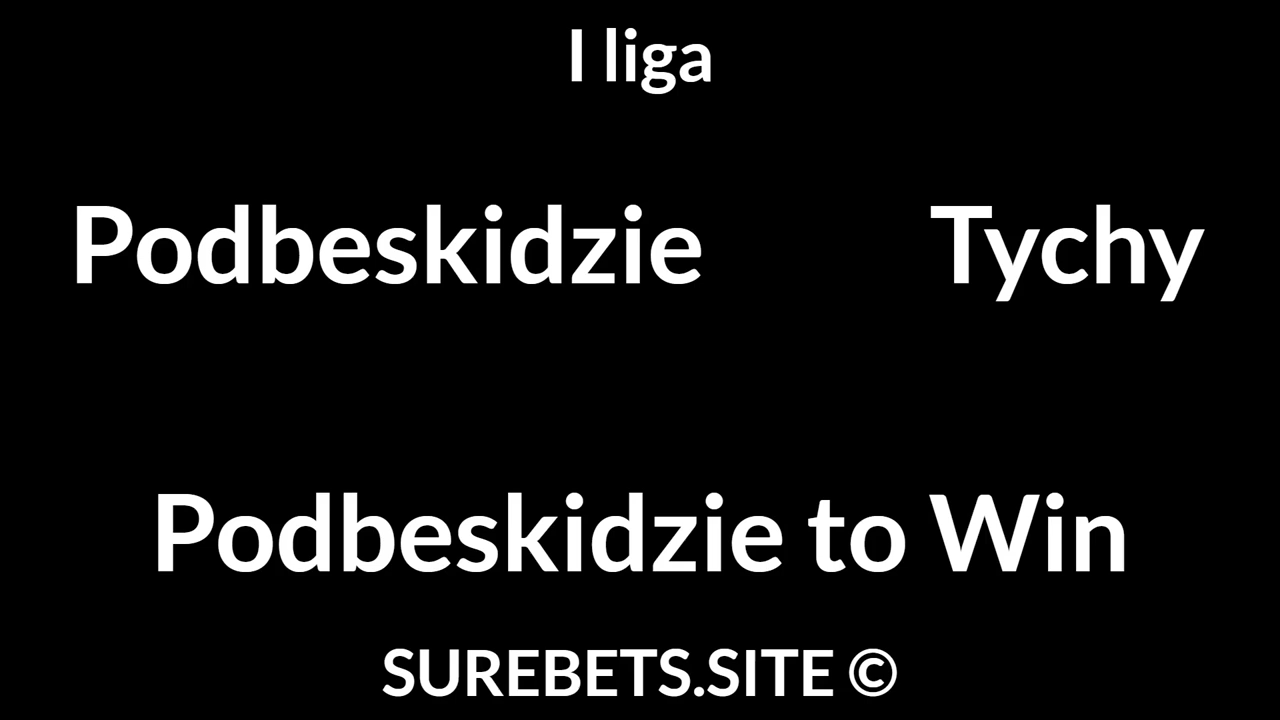 I liga
Podbeskidzie Tychy
Podbeskidzie to Win
SUREBETS.SITE ©